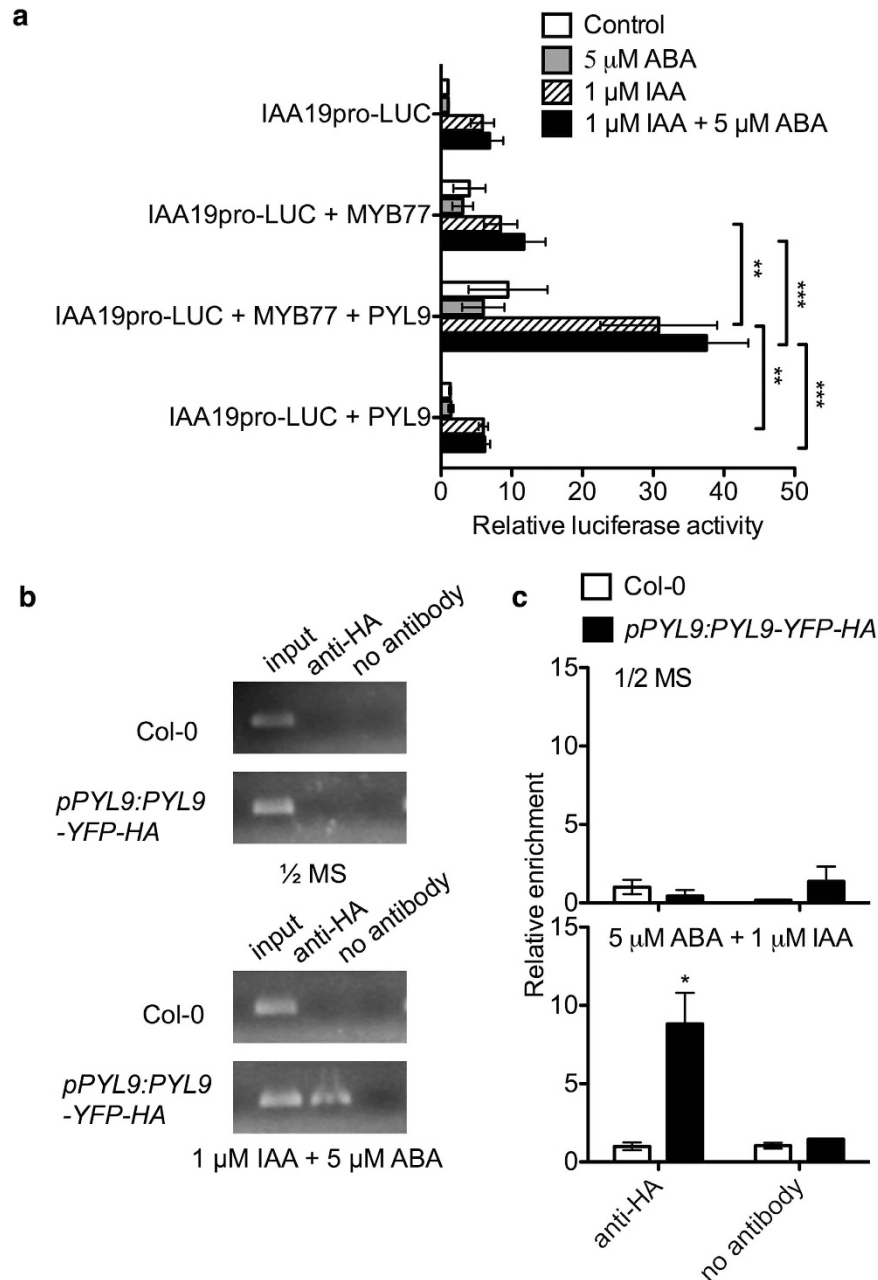 a
Control
5 μM ABA
1 μM IAA
1 μM IAA + 5 μM ABA
IAA19pro-LUC
IAA19pro-LUC + MYB77
IAA19pro-LUC + MYB77 + PYL9
IAA19pro-LUC + PYL9
**
***
**
***
0 10 20 30 40 50
Relative luciferase activity
b
input anti-HA no antibody
Col-0
pPYL9:PYL9
-YFP-HA
½ MS
input anti-HA no antibody
Col-0
pPYL9:PYL9
-YFP-HA
1 μM IAA + 5 μM ABA
c
Col-0
pPYL9:PYL9-YFP-HA
Relative enrichment
15
10
5
0
1/2 MS
15
10
5
0
5 μM ABA + 1 μM IAA
*
anti-HA
no antibody